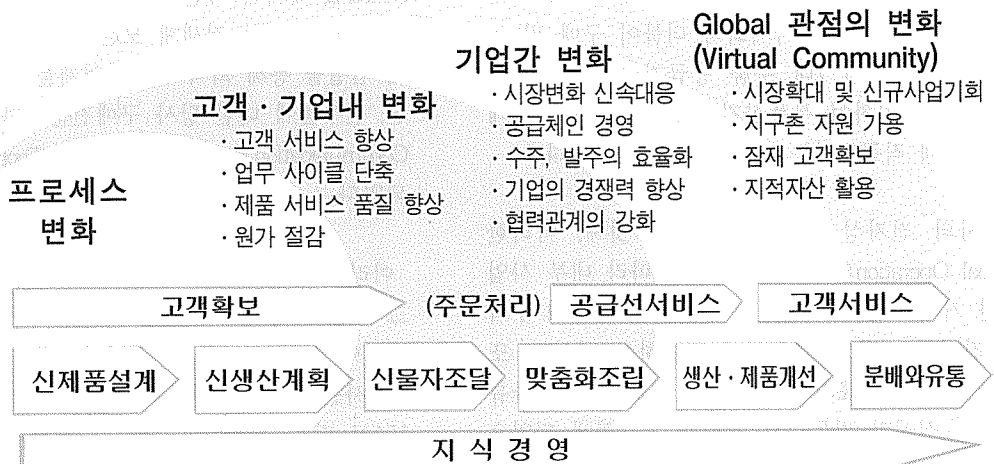 Global 관점의 변화
(Virtual Community)
· 시장확대 및 신규사업기회
· 지구촌 자원 가용
· 잠재 고객확보
· 지적자산 활용
기업간 변화
· 시장변화 신속대응
· 공급체인 경영
· 수주, 발주의 효율화
· 기업의 경쟁력 향상
· 협력관계의 강화
고객 · 기업내 변화
· 고객 서비스 향상
· 업무 사이클 단축
· 제품 서비스 품질 향상
· 원가 절감
프로세스
변화
고객확보
(주문처리)
공급선서비스
고객서비스
신제품설계
신생산계획
신물자조달
맞춤화조립
생산 · 제품개선
분배와유통
지 식 경 영